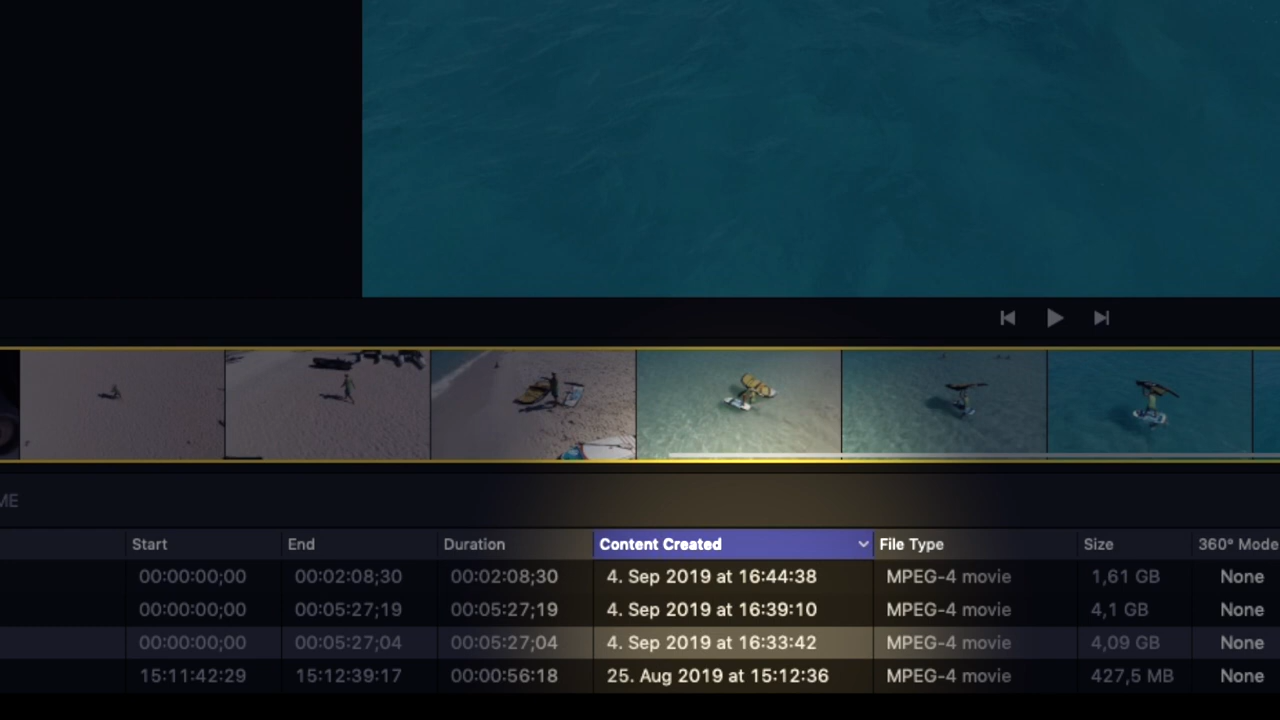 ME
Start End Duration Content Created File Type Size 360° Mode
00:00:00;00 00:02:08;30 00:02:08;30 4. Sep 2019 at 16:44:38 MPEG-4 movie 1,61 GB None
00:00:00;00 00:05:27;19 00:05:27;19 4. Sep 2019 at 16:39:10 MPEG-4 movie 4,1 GB None
00:00:00;00 00:05:27;04 00:05:27;04 4. Sep 2019 at 16:33:42 MPEG-4 movie 4,09 GB None
15:11:42:29 15:12:39:17 00:00:56:18 25. Aug 2019 at 15:12:36 MPEG-4 movie 427,5 MB None